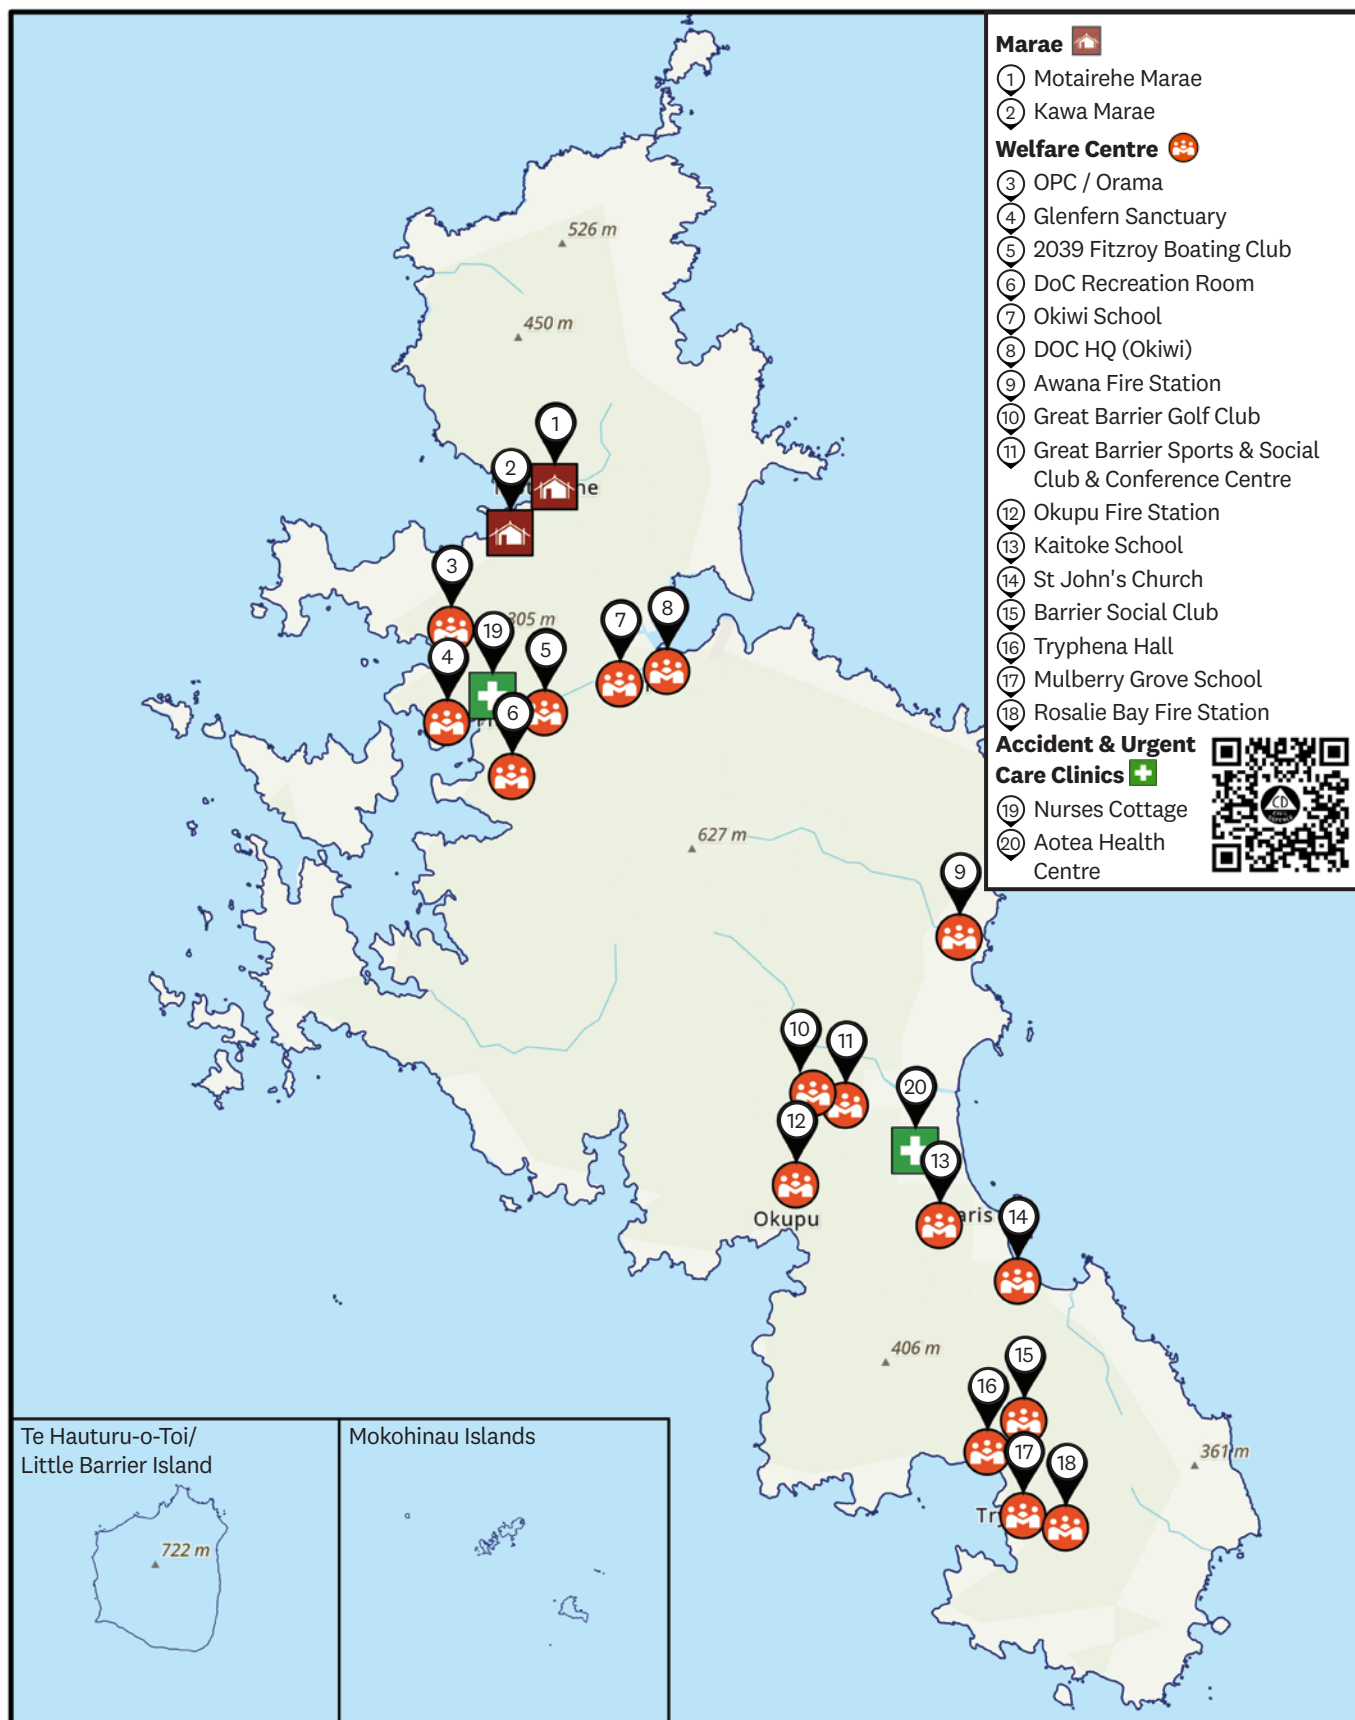 Marae
1 Motairehe Marae
2 Kawa Marae
Welfare Centre
3 OPC / Orama
4 Glenfern Sanctuary
5 2039 Fitzroy Boating Club
6 DoC Recreation Room
7 Okiwi School
8 DOC HQ (Okiwi)
9 Awana Fire Station
10 Great Barrier Golf Club
11 Great Barrier Sports & Social
Club & Conference Centre
12 Okupu Fire Station
13 Kaitoke School
14 St John's Church
15 Barrier Social Club
16 Tryphena Hall
17 Mulberry Grove School
18 Rosalie Bay Fire Station
Accident & Urgent
Care Clinics
19 Nurses Cottage
20 Aotea Health
Centre
CD
CIVIL
DEFENCE
526 m
450 m
1
2
3
305 m
19
8
7
5
4
6
627 m
9
10
11
20
12
13
Okupu
14
406 m
15
16
17
18
361 m
Te Hauturu-o-Toi/
Little Barrier Island
722 m
Mokohinau Islands